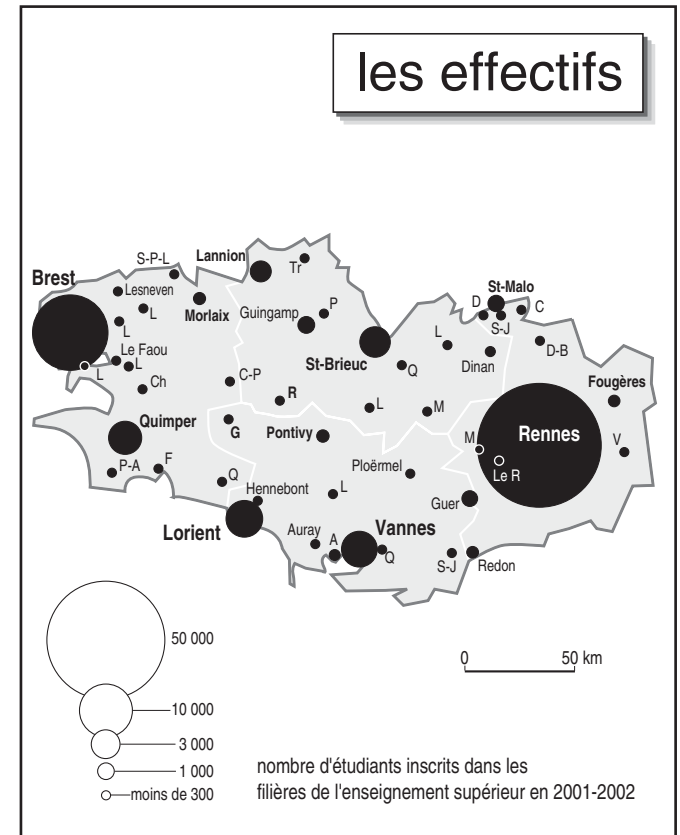 les effectifs
S-P-L
Lannion
Tr
Brest
Lesneven
L
Morlaix
Guingamp
P
St-Malo
D
C
S-J
L
Le Faou
L
L
Ch
C-P
St-Brieuc
Q
L
Dinan
D-B
Fougères
R
L
M
Quimper
G
Pontivy
M
Rennes
V
P-A
F
Q
Hennebont
L
Ploërmel
Le R
Guer
Lorient
Auray
A
Vannes
Q
S-J
Redon
50 000
10 000
3 000
1 000
moins de 300
0
50 km
nombre d'étudiants inscrits dans les
filières de l'enseignement supérieur en 2001-2002